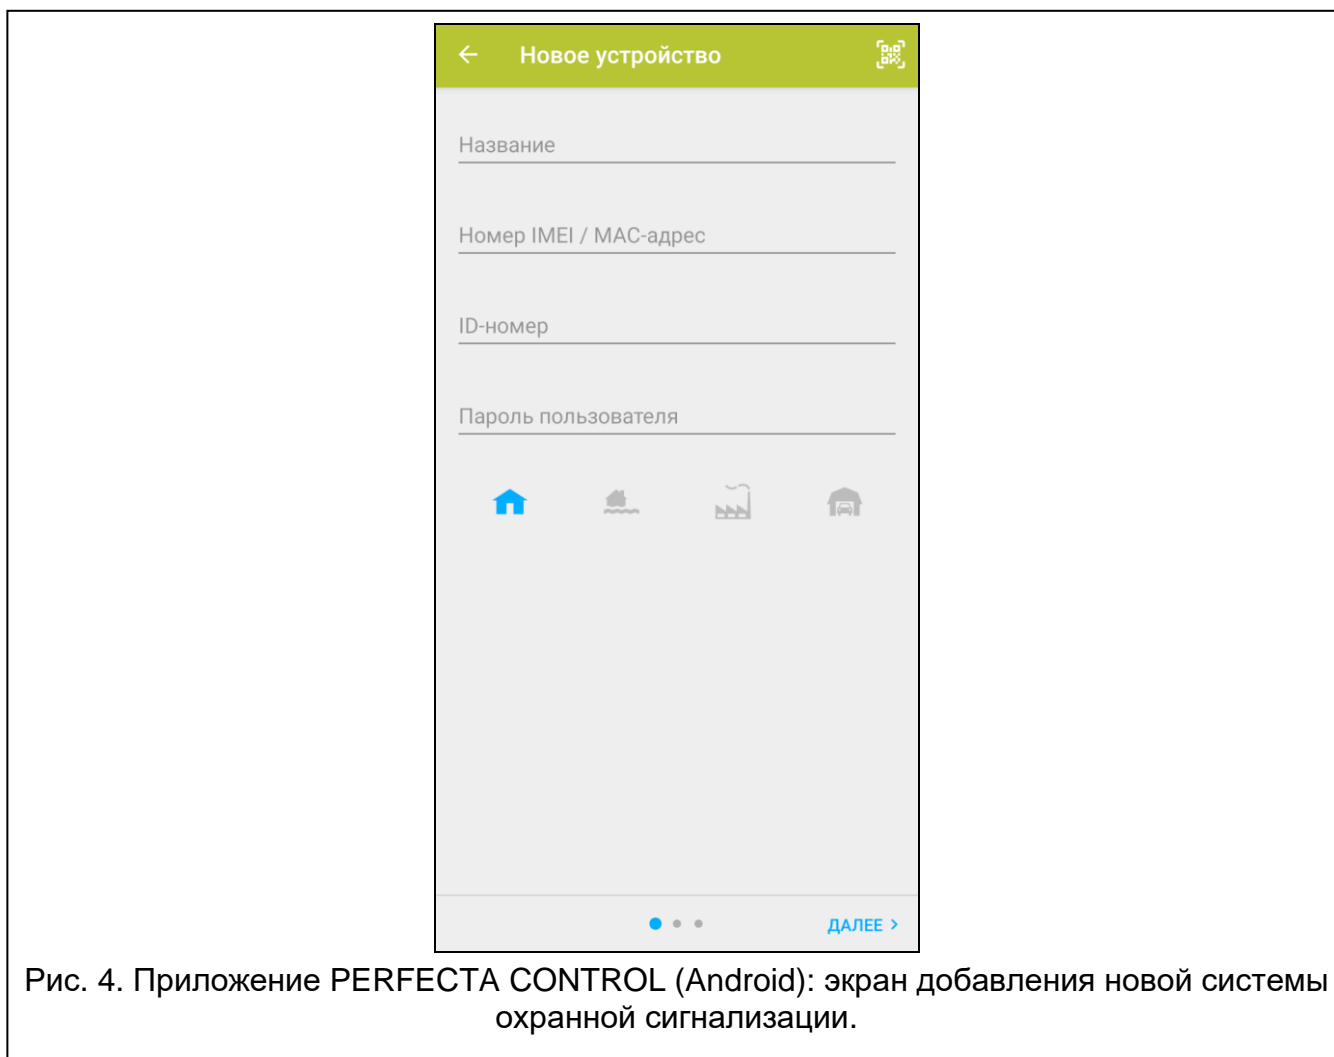 Новое устройство
Название
Номер IMEI / MAC-адрес
ID-номер
Пароль пользователя
ДАЛЕЕ >
Рис. 4. Приложение PERFECTA CONTROL (Android): экран добавления новой системы
охранной сигнализации.